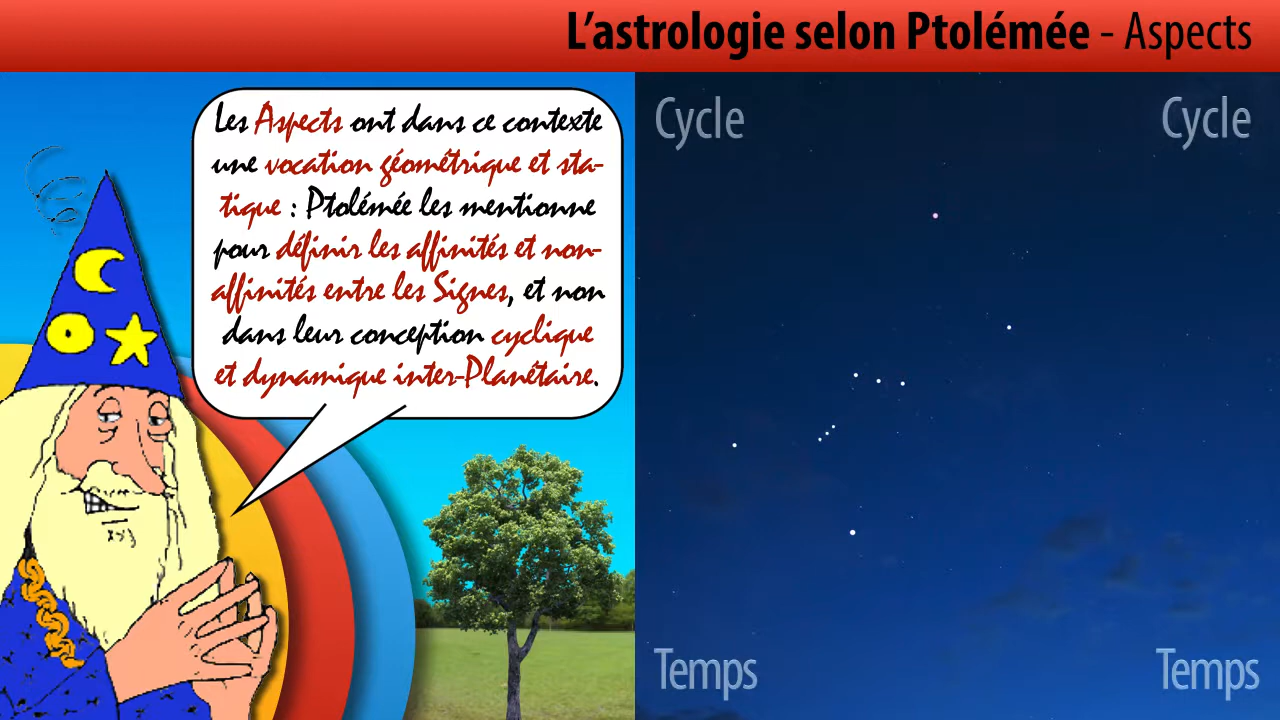 L'astrologie selon Ptolémée - Aspects
Les Aspects ont dans ce contexte
une vocation géométrique et sta-
tique : Ptolémée les mentionne
pour définir les affinités et non-
affinités entre les Signes, et non
dans leur conception cyclique
et dynamique inter-Planétaire.
Cycle
Cycle
Temps
Temps